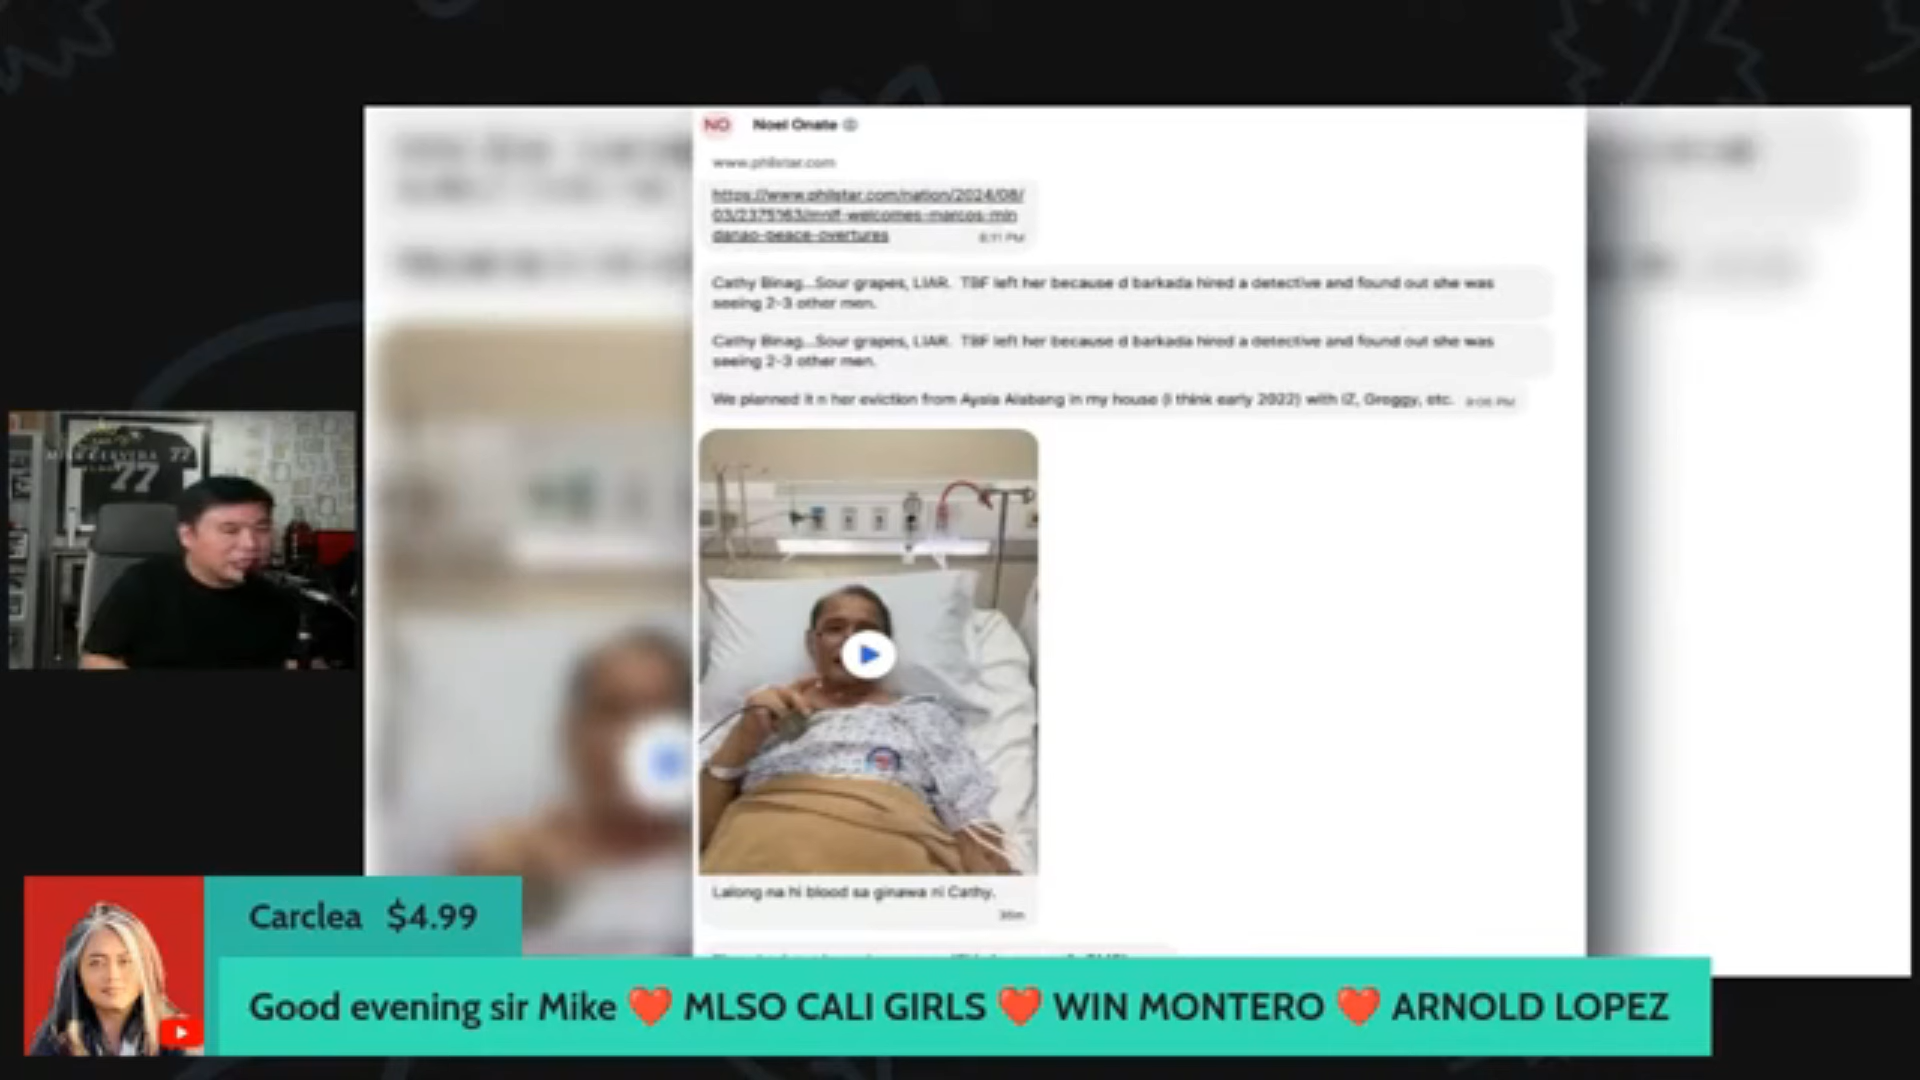 NO Noel Onate
www.philstar.com
https://www.philstar.com/nation/2024/08/
03/2375163/mnlf-welcomes-marcos-min
danao-peace-overtures
6:11 PM
Cathy Binag...Sour grapes, LIAR. TBF left her because d barkada hired a detective and found out she was
seeing 2-3 other men.
Cathy Binag...Sour grapes, LIAR. TBF left her because d barkada hired a detective and found out she was
seeing 2-3 other men.
We planned it n her eviction from Ayala Alabang in my house (i think early 2022) with IZ, Greggy, etc.
77
77
Lalong na hi blood sa ginawa ni Cathy.
Carclea $4.99
Good evening sir Mike ❤️ MLSO CALI GIRLS ❤️ WIN MONTERO ❤️ ARNOLD LOPEZ